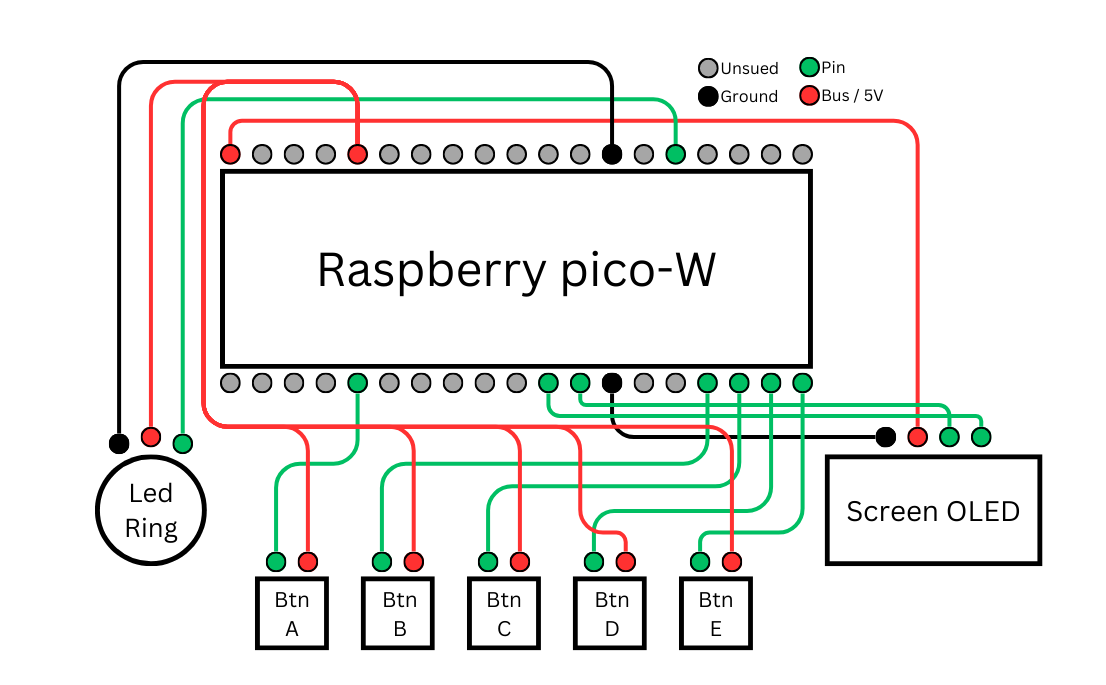 Unsued
Pin
Ground
Bus / 5V
Raspberry pico-W
Led
Ring
Screen OLED
Btn
A
Btn
B
Btn
C
Btn
D
Btn
E